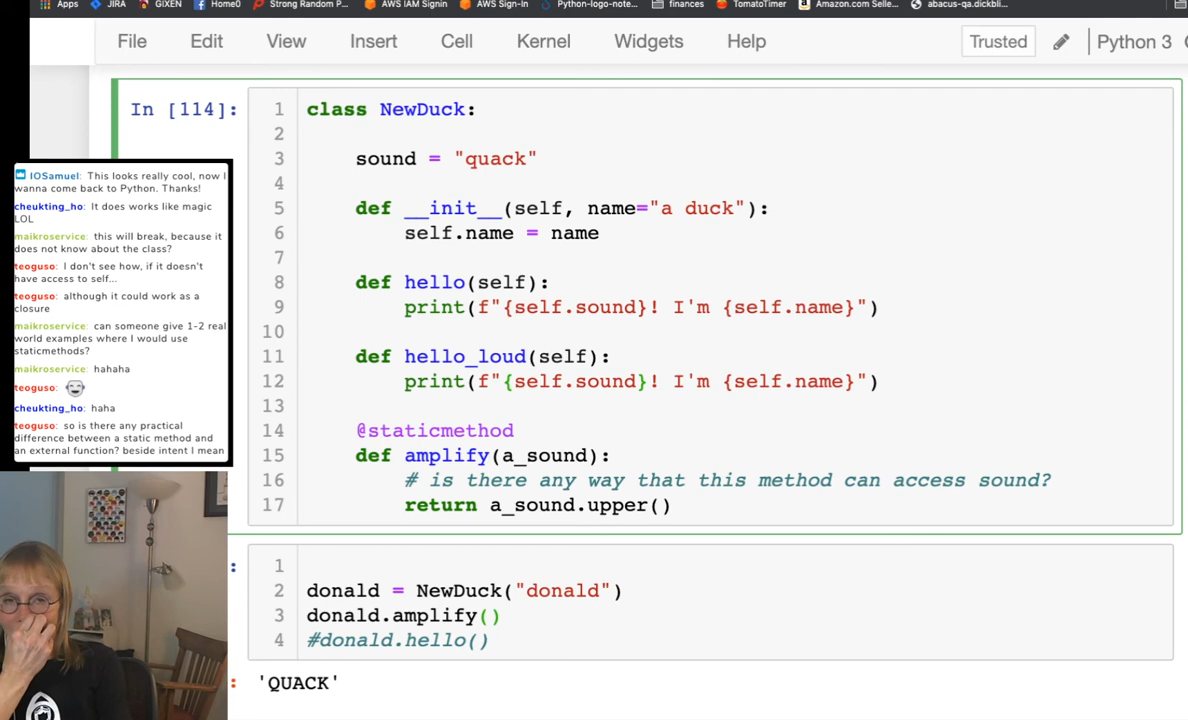 Apps JIRA GIXEN Home0 Strong Random P... AWS IAM Signin AWS Sign-In Python-logo-note... finances TomatoTimer Amazon.com Selle... abacus-qa.dickbli...
File Edit View Insert Cell Kernel Widgets Help Trusted Python 3
In [114]:
1 class NewDuck:
2
3 sound = "quack"
4
5 def __init__(self, name="a duck"):
6 self.name = name
7
8 def hello(self):
9 print(f"{self.sound}! I'm {self.name}")
10
11 def hello_loud(self):
12 print(f"{self.sound}! I'm {self.name}")
13
14 @staticmethod
15 def amplify(a_sound):
16 # is there any way that this method can access sound?
17 return a_sound.upper()
: 1
2 donald = NewDuck("donald")
3 donald.amplify()
4 #donald.hello()
: 'QUACK'
IOSamuel: This looks really cool, now I
wanna come back to Python. Thanks!
cheukting_ho: It does works like magic
LOL
maikroservice: this will break, because it
does not know about the class?
teoguso: I don't see how, if it doesn't
have access to self...
teoguso: although it could work as a
closure
maikroservice: can someone give 1-2 real
world examples where I would use
staticmethods?
maikroservice: hahaha
teoguso:
cheukting_ho: haha
teoguso: so is there any practical
difference between a static method and
an external function? beside intent I mean